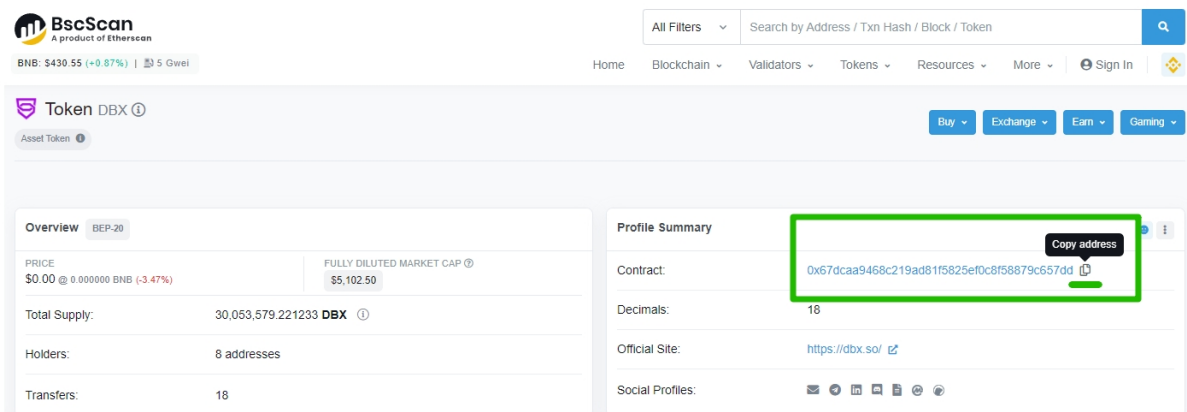 BscScan
A product of Etherscan
All Filters
Search by Address / Txn Hash / Block / Token
BNB: $430.55 (+0.87%) | 5 Gwei
Home Blockchain Validators Tokens Resources More Sign In
Token DBX
Asset Token
Buy Exchange Earn Gaming
Overview BEP-20
PRICE
$0.00 @ 0.000000 BNB (-3.47%)
FULLY DILUTED MARKET CAP
$5,102.50
Total Supply: 30,053,579.221233 DBX
Holders: 8 addresses
Transfers: 18
Profile Summary
Copy address
Contract: 0x67dcaa9468c219ad81f5825ef0c8f58879c657dd
Decimals: 18
Official Site: https://dbx.so/
Social Profiles: